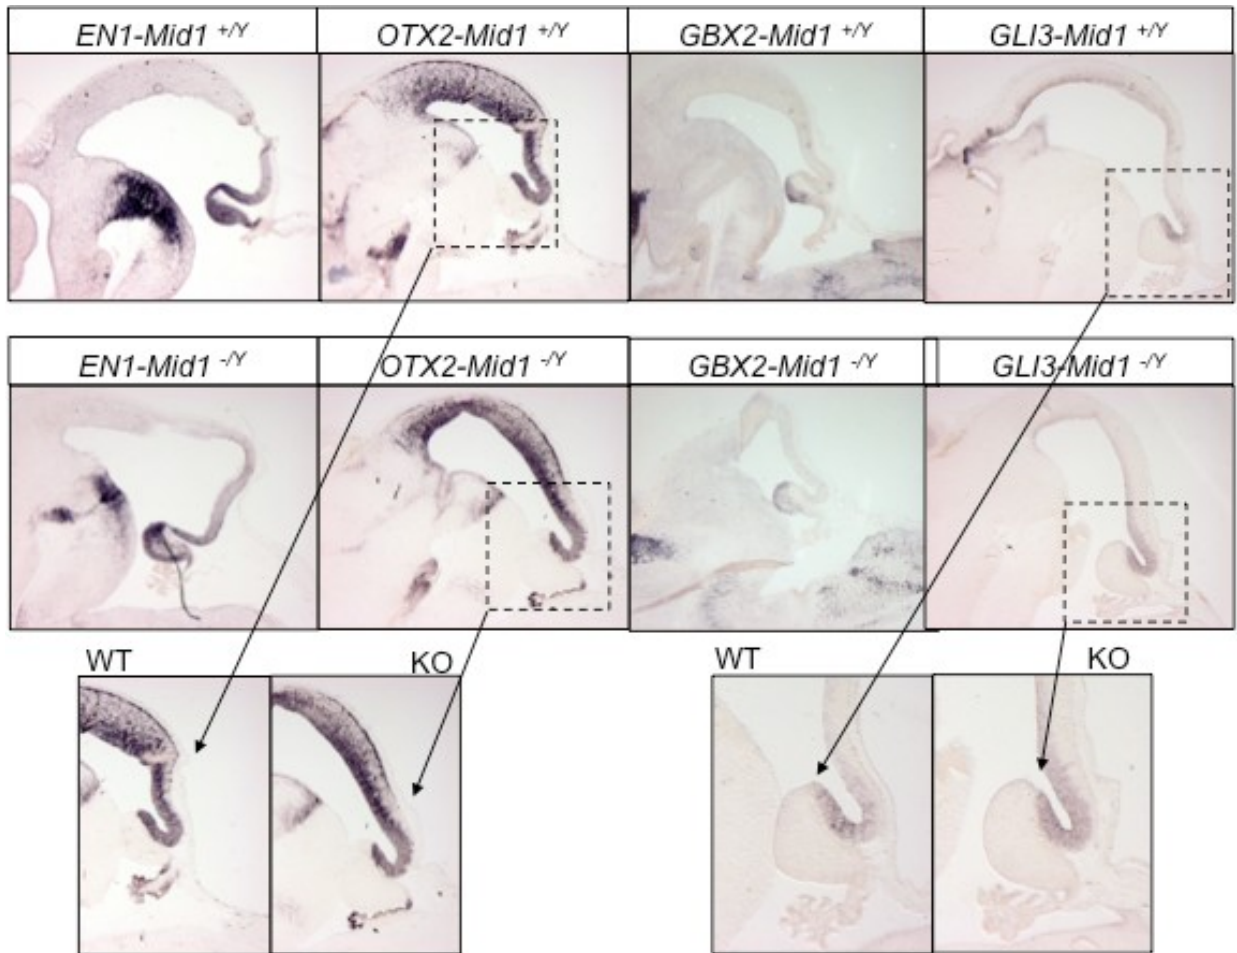 EN1-Mid1 +/Y
OTX2-Mid1 +/Y
GBX2-Mid1 +/Y
GLI3-Mid1 +/Y
EN1-Mid1 -/Y
OTX2-Mid1 -/Y
GBX2-Mid1 -/Y
GLI3-Mid1 -/Y
WT
KO
WT
KO